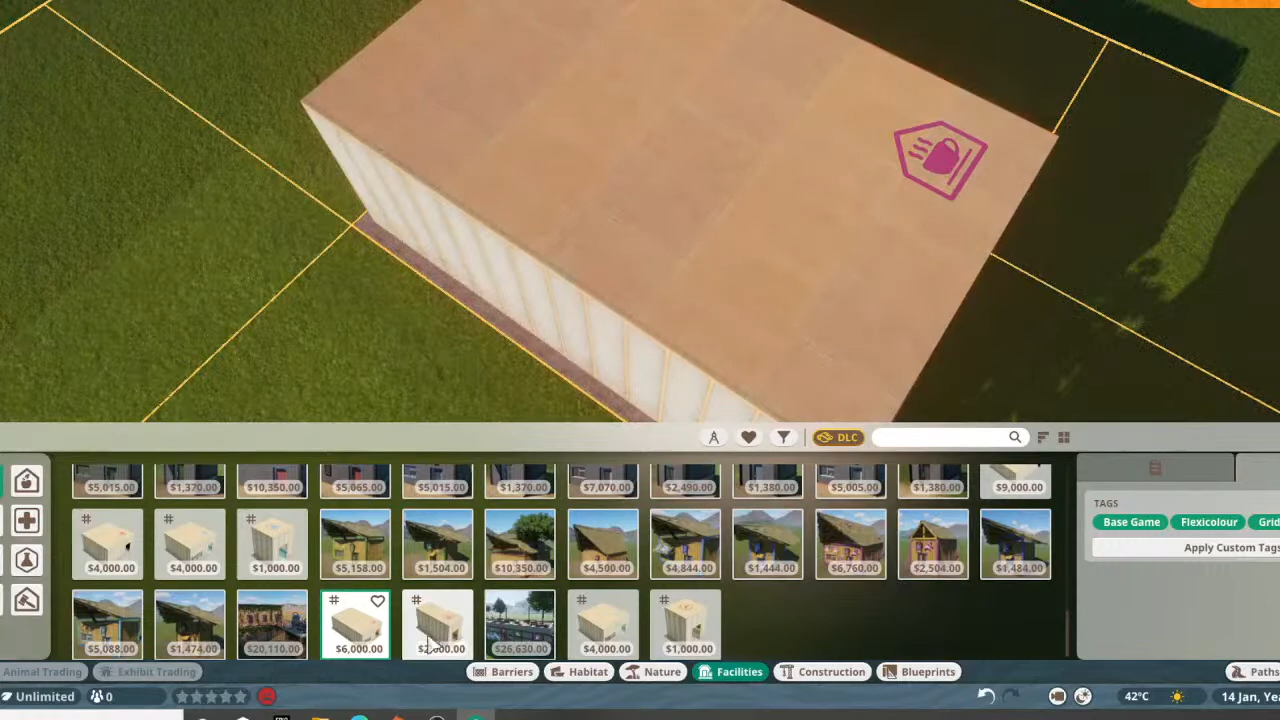 DLC
$5,015.00 $1,370.00 $10,350.00 $5,065.00 $5,015.00 $1,370.00 $7,070.00 $2,490.00 $1,380.00 $5,005.00 $1,380.00 $9,000.00
TAGS
Base Game Flexicolour Grid
Apply Custom Tags
# # #
$4,000.00 $4,000.00 $1,000.00 $5,158.00 $1,504.00 $10,350.00 $4,500.00 $4,844.00 $1,444.00 $6,760.00 $2,504.00 $1,484.00
# # # #
$5,088.00 $1,474.00 $20,110.00 $6,000.00 $26,630.00 $4,000.00 $1,000.00
Animal Trading Exhibit Trading Barriers Habitat Nature Facilities Construction Blueprints Paths
Unlimited 0 42°C 14 Jan, Yea